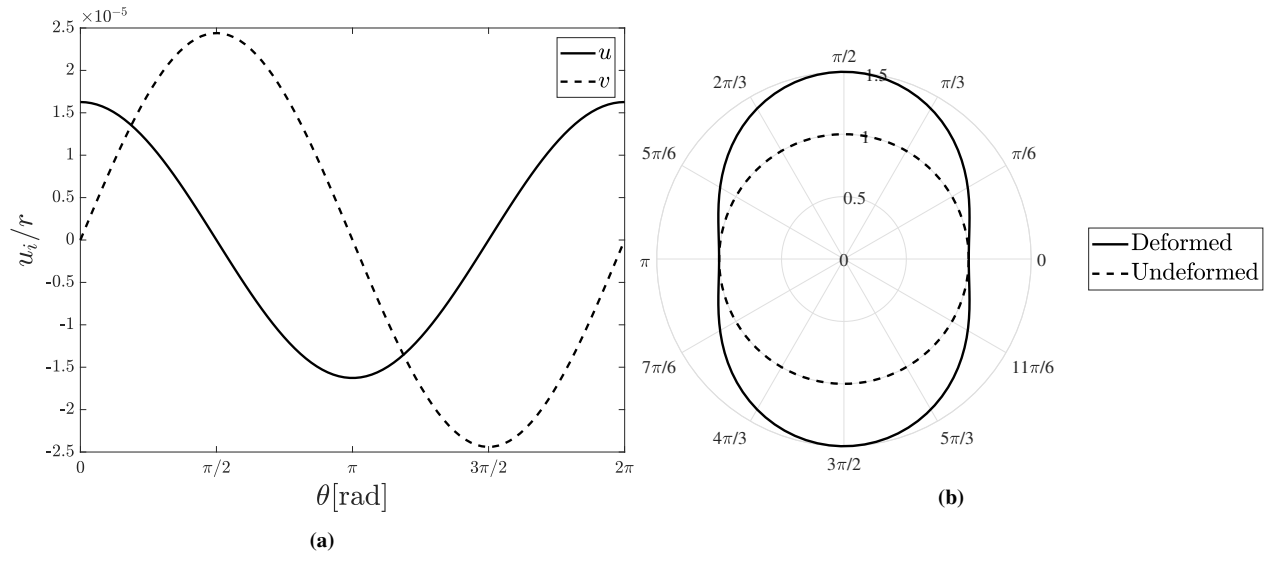 ×10⁻⁵
2.5
2
1.5
1
0.5
0
-0.5
-1
-1.5
-2
-2.5
uᵢ/r
0
π/2
π
3π/2
2π
θ[rad]
u
v
(a)
π/2
2π/3
1.5
π/3
5π/6
1
π/6
0.5
π
0
0
7π/6
11π/6
4π/3
5π/3
3π/2
(b)
Deformed
Undeformed